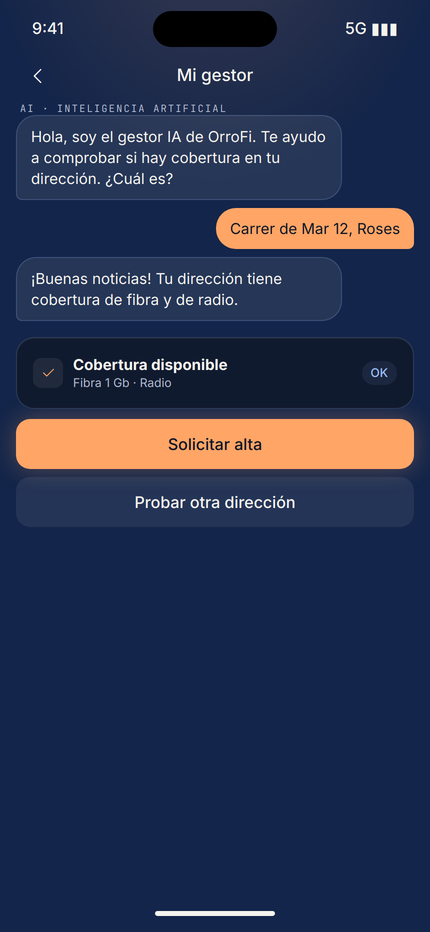 9:41
5G
Mi gestor
AI · INTELIGENCIA ARTIFICIAL
Hola, soy el gestor IA de OrroFi. Te ayudo
a comprobar si hay cobertura en tu
dirección. ¿Cuál es?
Carrer de Mar 12, Roses
¡Buenas noticias! Tu dirección tiene
cobertura de fibra y de radio.
Cobertura disponible
Fibra 1 Gb · Radio
OK
Solicitar alta
Probar otra dirección